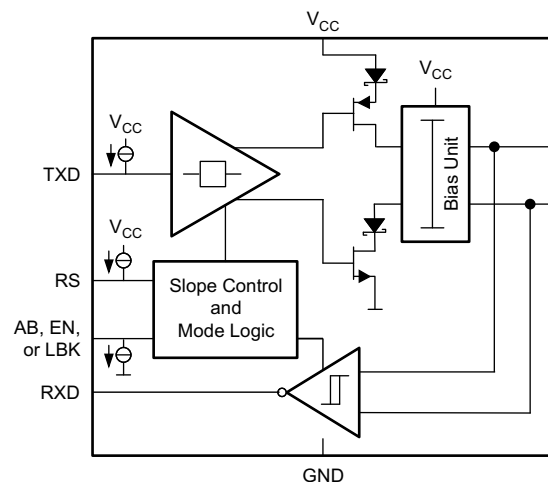 VCC
VCC
VCC
TXD
Bias Unit
VCC
RS
Slope Control
and
Mode Logic
AB, EN,
or LBK
RXD
GND